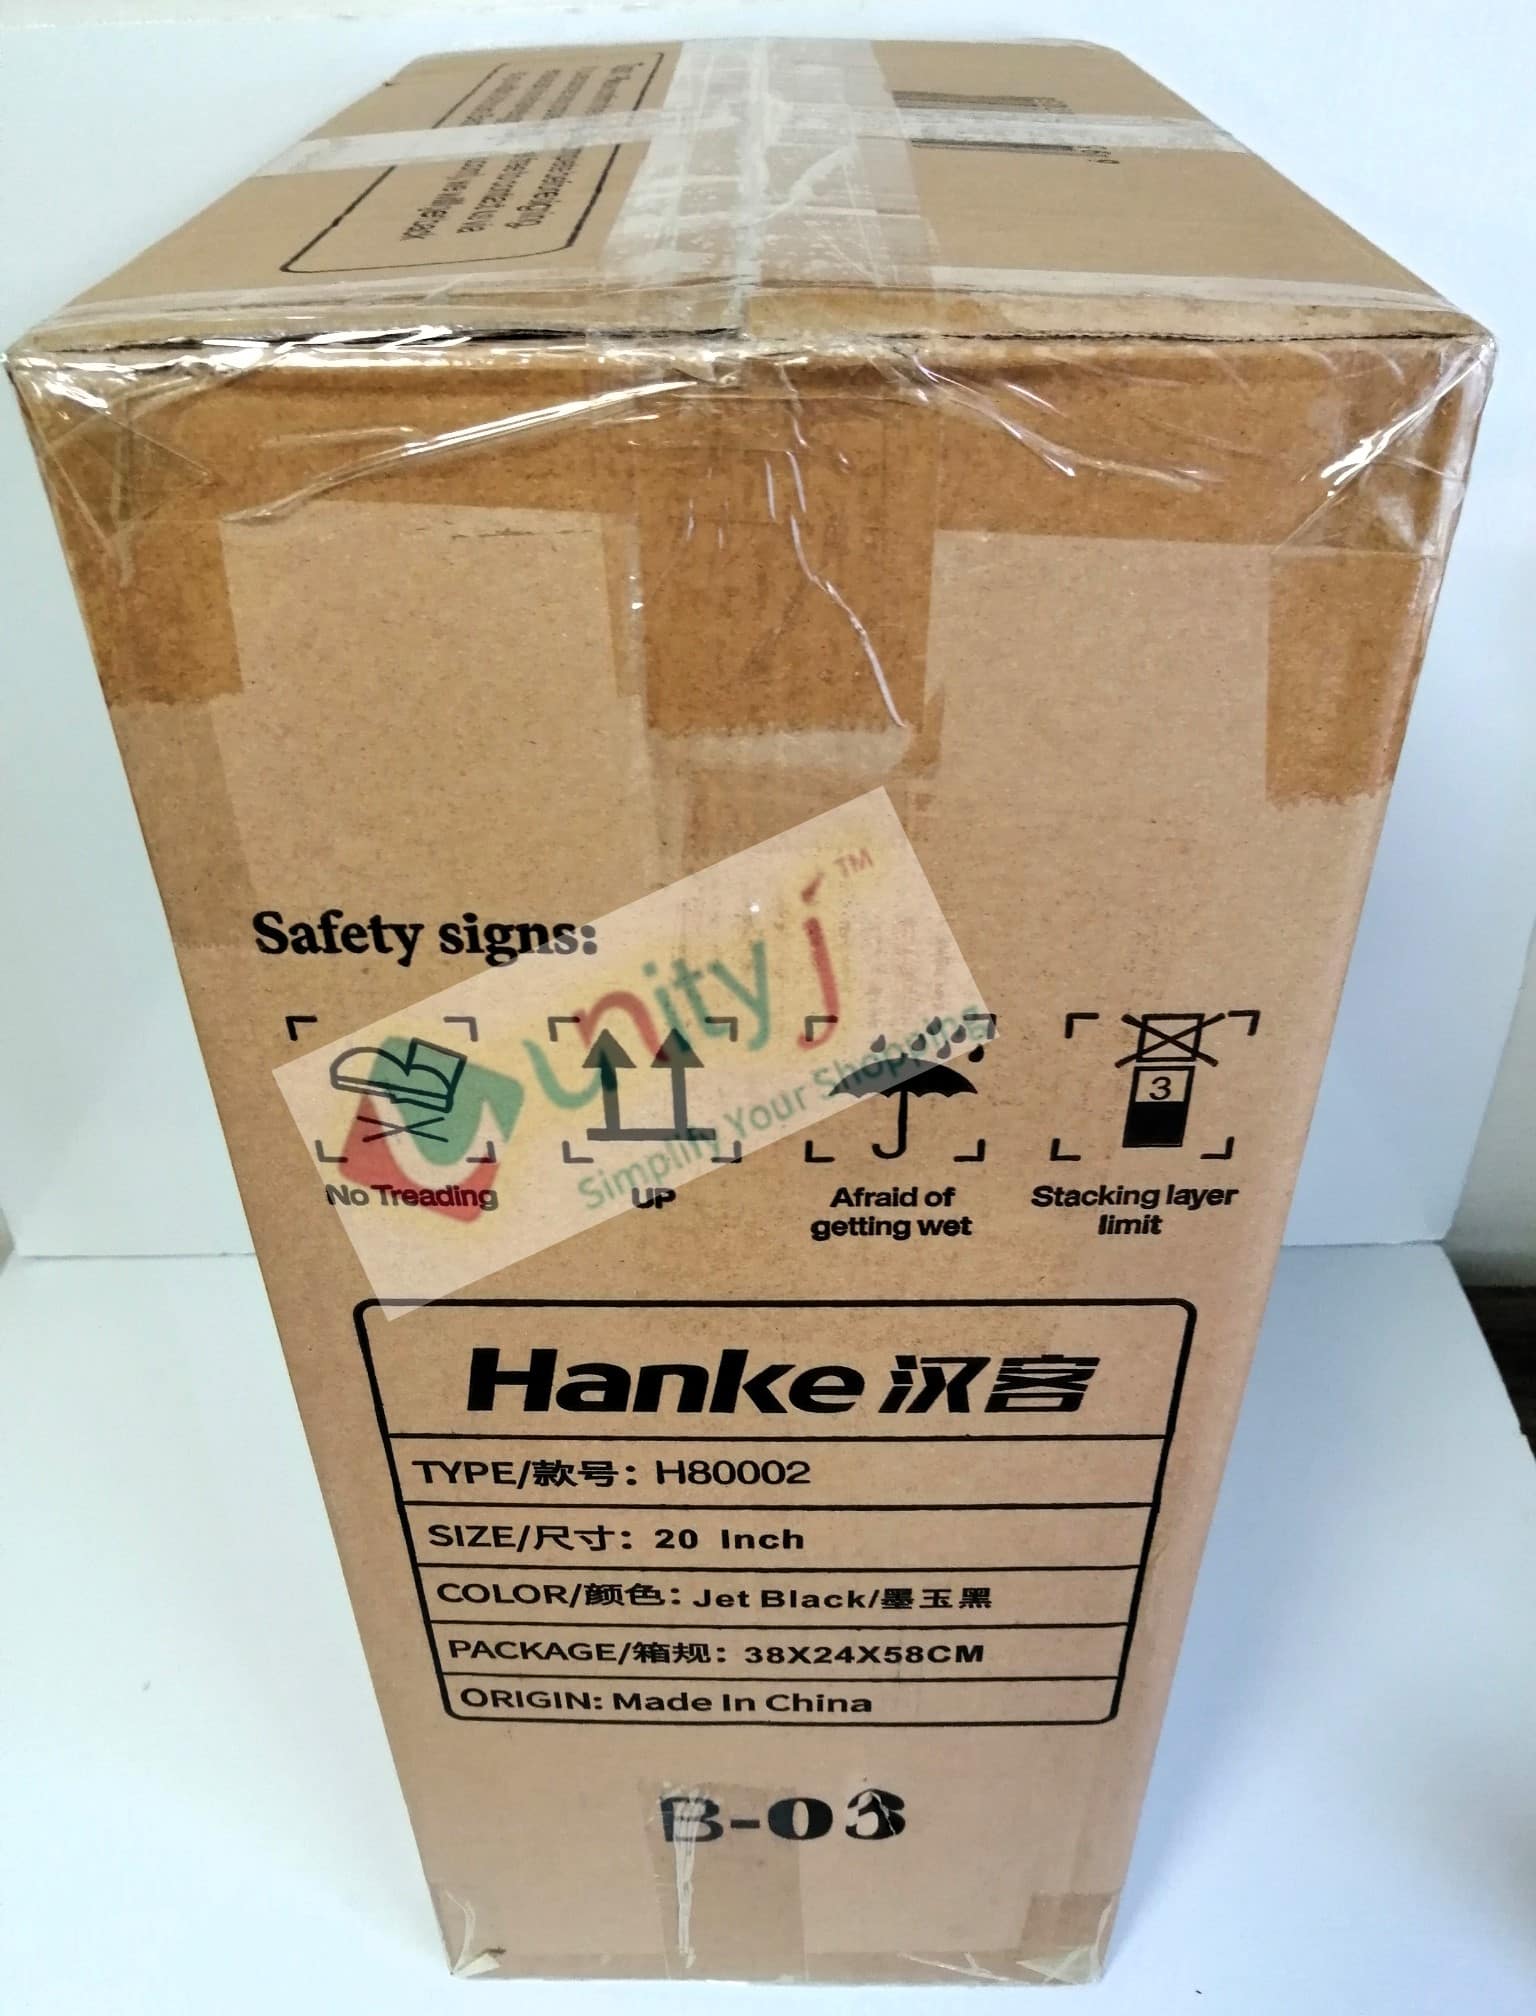 Safety signs:
unity j ™
Simplify Your Shopping
3
No Treading
UP
Afraid of
getting wet
Stacking layer
limit
Hanke 汉客
TYPE/款号: H80002
SIZE/尺寸: 20 Inch
COLOR/颜色: Jet Black/墨玉黑
PACKAGE/箱规: 38X24X58CM
ORIGIN: Made In China
B-03